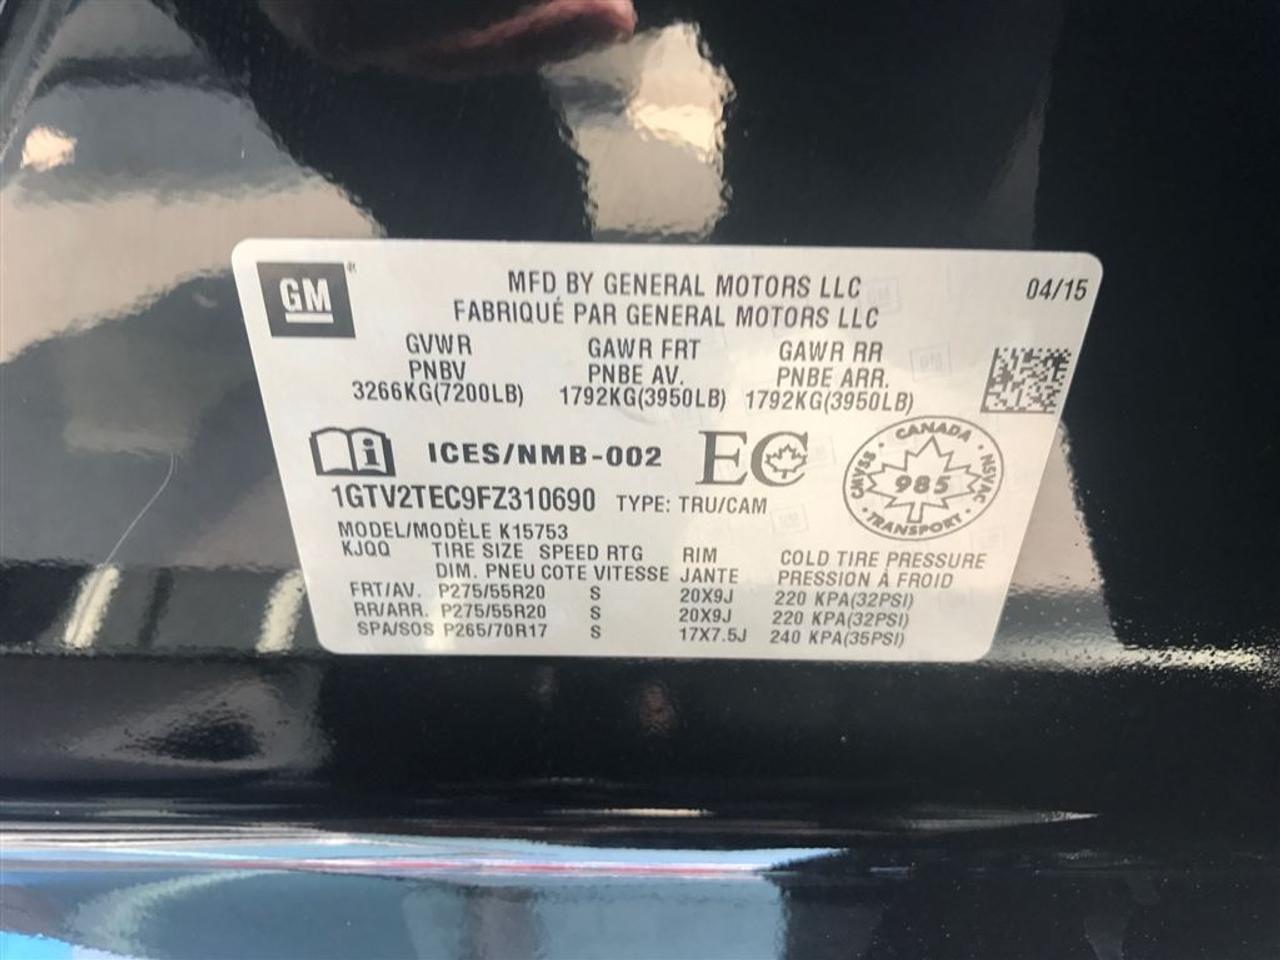 GM
MFD BY GENERAL MOTORS LLC
04/15
FABRIQUÉ PAR GENERAL MOTORS LLC
GVWR GAWR FRT GAWR RR
PNBV PNBE AV. PNBE ARR.
3266KG(7200LB) 1792KG(3950LB) 1792KG(3950LB)
i ICES/NMB-002 EC
CANADA
CMVSS 985 NSVAC
TRANSPORT
1GTV2TEC9FZ310690 TYPE: TRU/CAM
MODEL/MODÈLE K15753
KJQQ TIRE SIZE SPEED RTG RIM COLD TIRE PRESSURE
DIM. PNEU COTE VITESSE JANTE PRESSION À FROID
FRT/AV. P275/55R20 S 20X9J 220 KPA(32PSI)
RR/ARR. P275/55R20 S 20X9J 220 KPA(32PSI)
SPA/SOS P265/70R17 S 17X7.5J 240 KPA(35PSI)